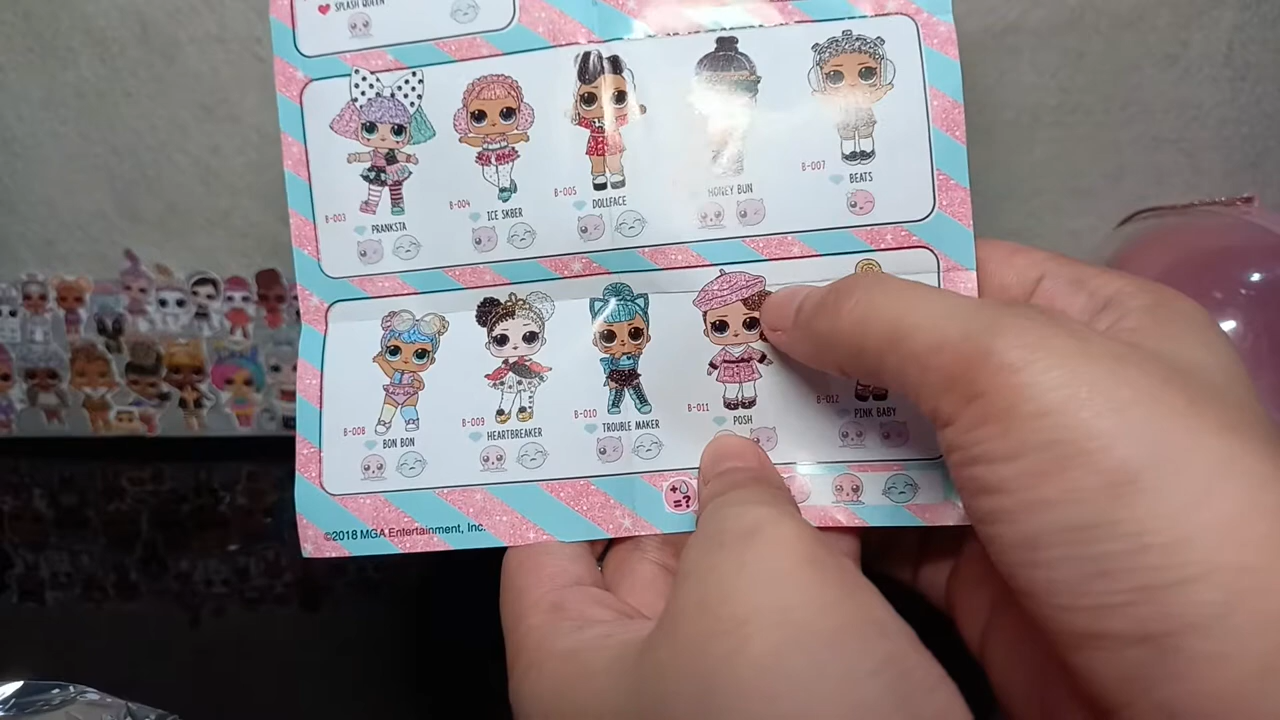 SPLASH QUEEN
B-003
PRANKSTA
B-004
ICE SK8ER
B-005
DOLLFACE
HONEY BUN
B-007
BEATS
B-008
BON BON
B-009
HEARTBREAKER
B-010
TROUBLE MAKER
B-011
POSH
B-012
PINK BABY
+
=?
©2018 MGA Entertainment, Inc.